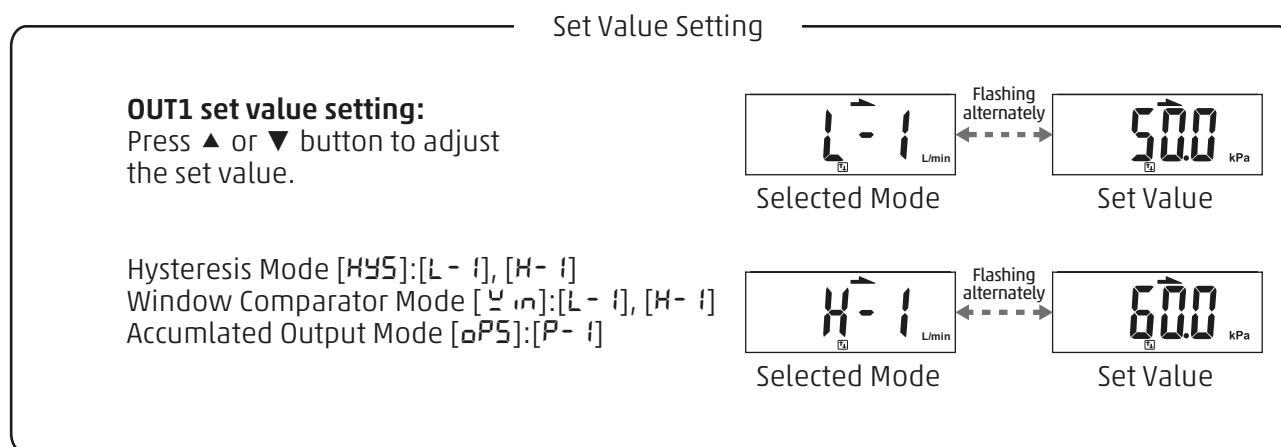 Set Value Setting
OUT1 set value setting:
Press ▲ or ▼ button to adjust
the set value.
Flashing
alternately
L-1
L/min
50.0
kPa
Selected Mode
Set Value
Hysteresis Mode [HYS]:[L-1], [H-1]
Window Comparator Mode [Win]:[L-1], [H-1]
Accumlated Output Mode [oPS]:[P-1]
Flashing
alternately
H-1
L/min
60.0
kPa
Selected Mode
Set Value